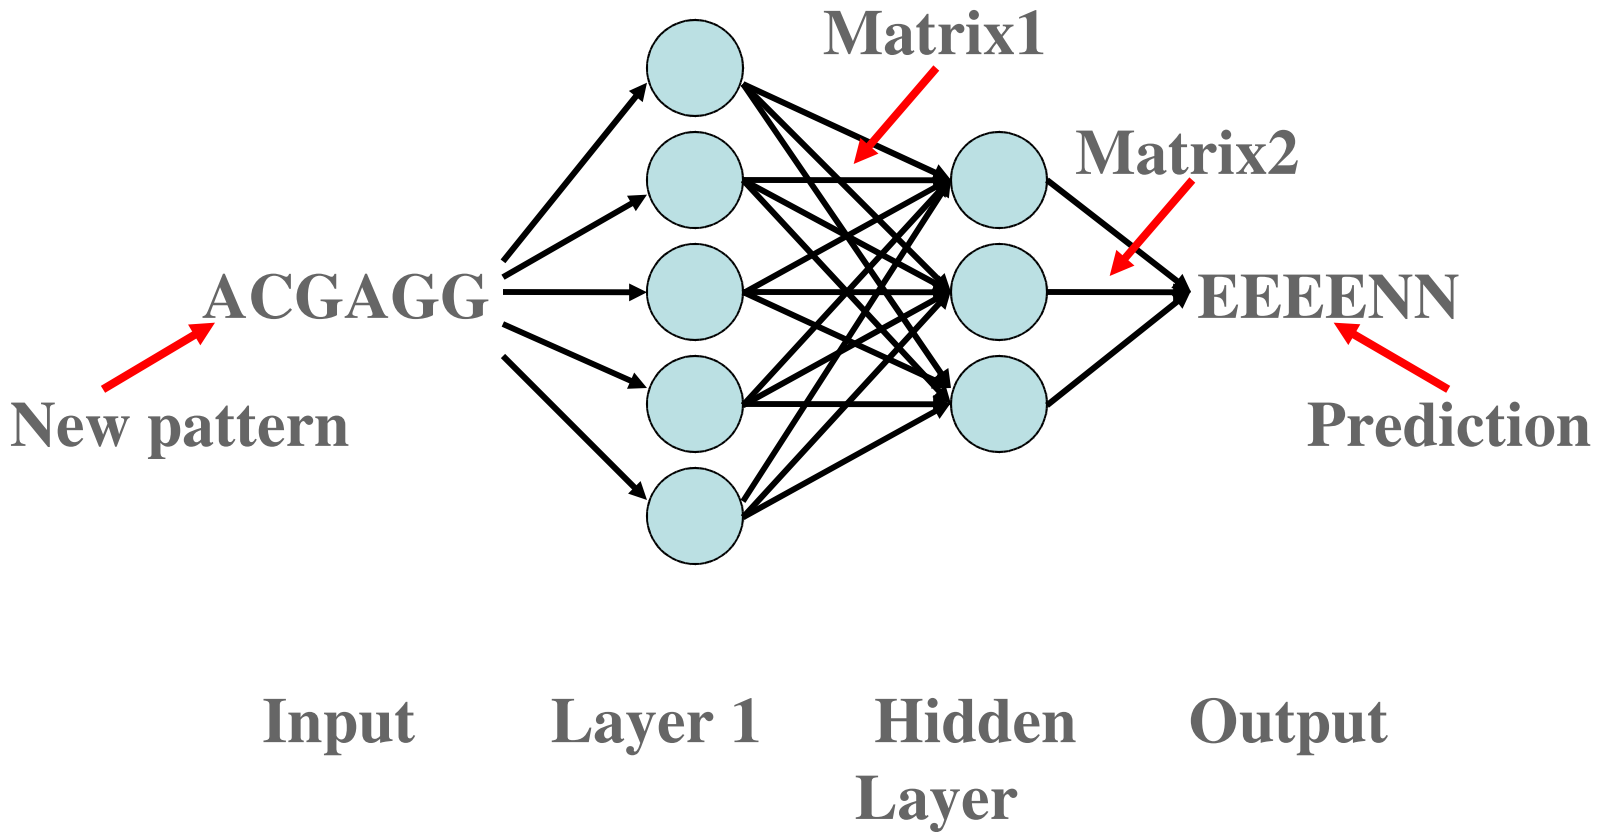 Matrix1
Matrix2
ACGAGG
EEEENN
New pattern
Prediction
Input
Layer 1
Hidden
Layer
Output